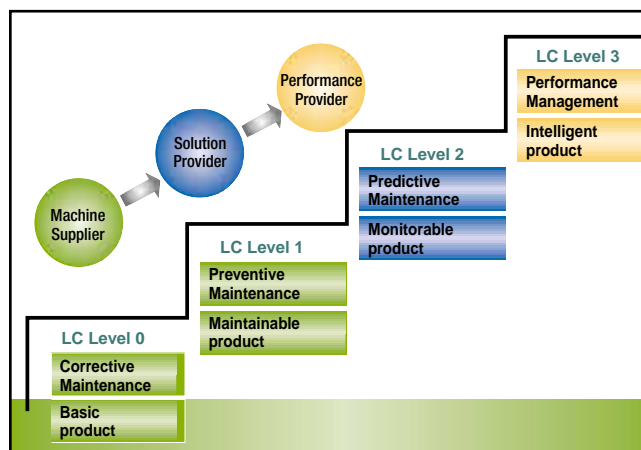 LC Level 3
Performance
Provider
Performance
Management
Intelligent
product
Solution
Provider
LC Level 2
Predictive
Maintenance
Monitorable
product
Machine
Supplier
LC Level 1
Preventive
Maintenance
Maintainable
product
LC Level 0
Corrective
Maintenance
Basic
product